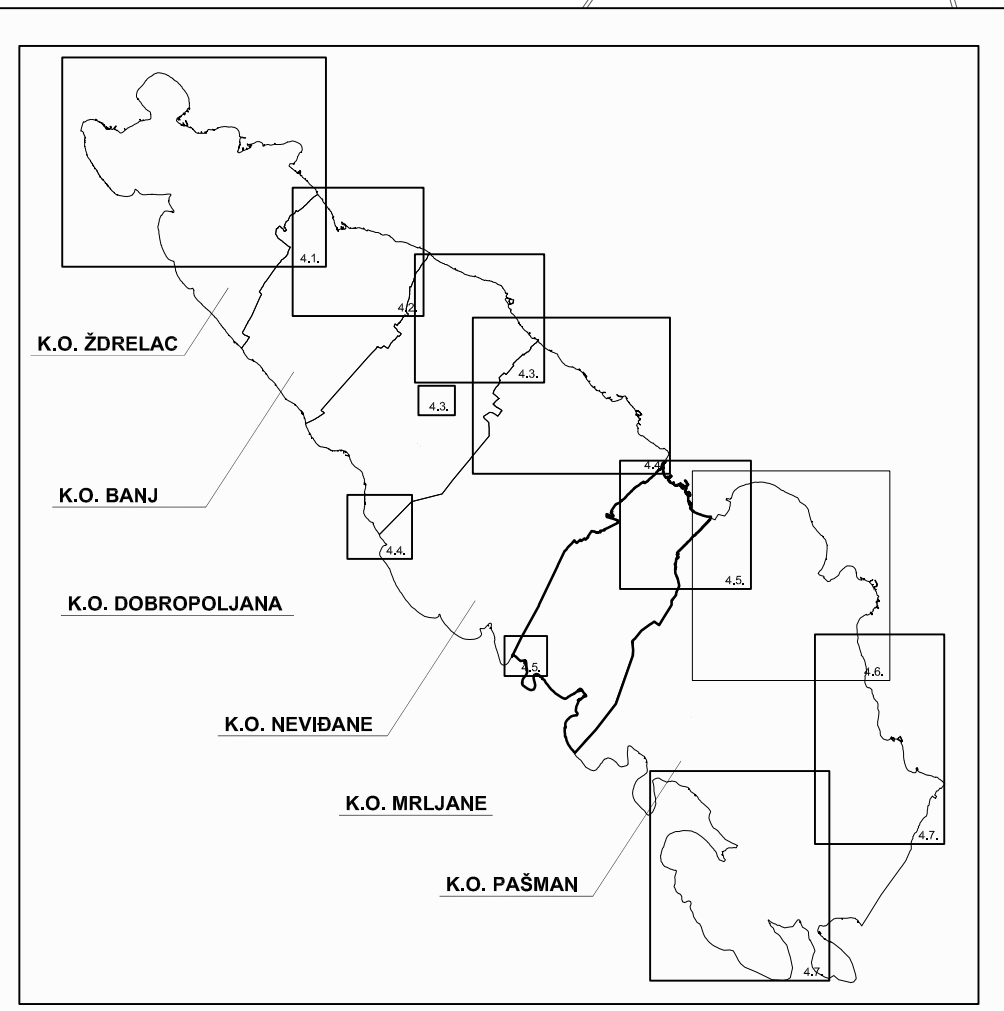 4.1.
4.2.
K.O. ŽDRELAC
4.3.
4.3.
4.4.
K.O. BANJ
4.4.
4.5.
K.O. DOBROPOLJANA
4.5.
4.6.
K.O. NEVIĐANE
K.O. MRLJANE
4.7.
K.O. PAŠMAN
4.7.